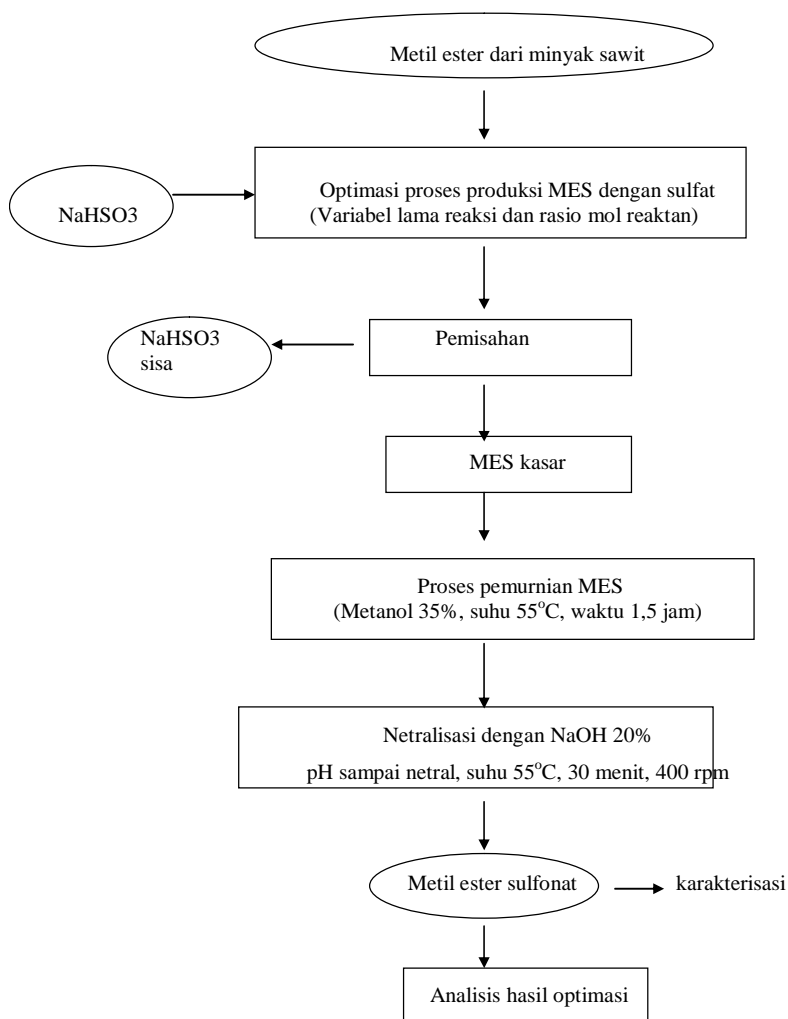 Metil ester dari minyak sawit
Optimasi proses produksi MES dengan sulfat
(Variabel lama reaksi dan rasio mol reaktan)
NaHSO3
NaHSO3
sisa
Pemisahan
MES kasar
Proses pemurnian MES
(Metanol 35%, suhu 55°C, waktu 1,5 jam)
Netralisasi dengan NaOH 20%
pH sampai netral, suhu 55°C, 30 menit, 400 rpm
Metil ester sulfonat
karakterisasi
Analisis hasil optimasi